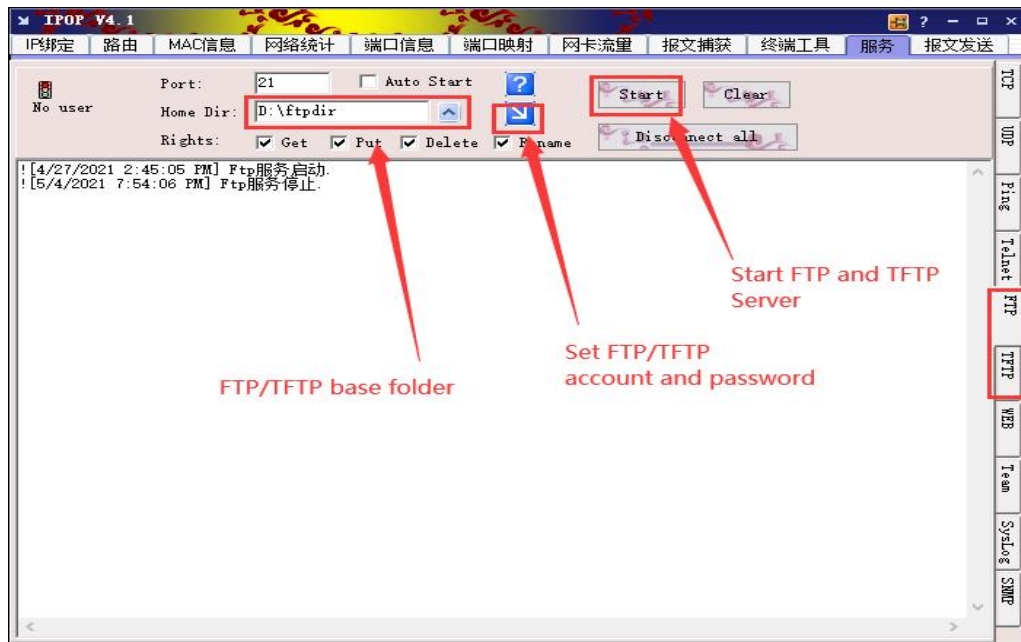 IPOP V4.1
IP绑定 路由 MAC信息 网络统计 端口信息 端口映射 网卡流量 报文捕获 终端工具 服务 报文发送
No user
Port: 21 Auto Start
Home Dir: D:\ftpdir
Rights: Get Put Delete Rename
Start Clear
Disconnect all
![4/27/2021 2:45:05 PM] Ftp服务启动.
![5/4/2021 7:54:06 PM] Ftp服务停止.
Start FTP and TFTP
Server
Set FTP/TFTP
account and password
FTP/TFTP base folder
TCP
UDP
Ping
Telnet
FTP
TFTP
WEB
Team
SysLog
SNMP